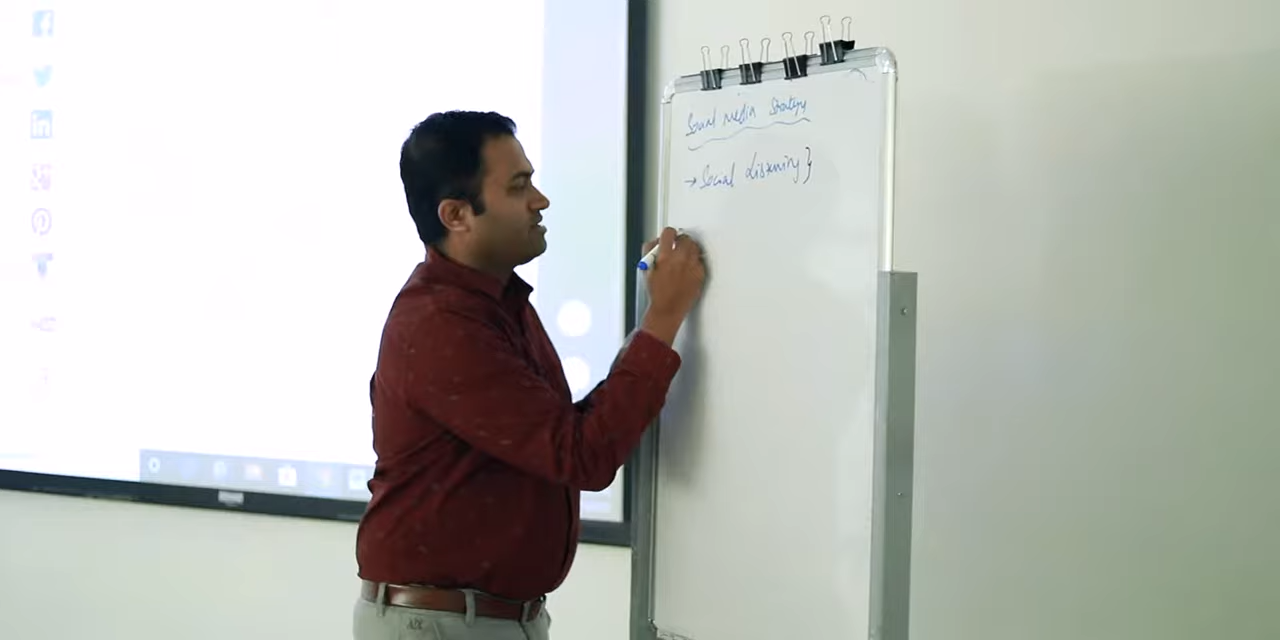 Social media Strategy
→ Social Listening }